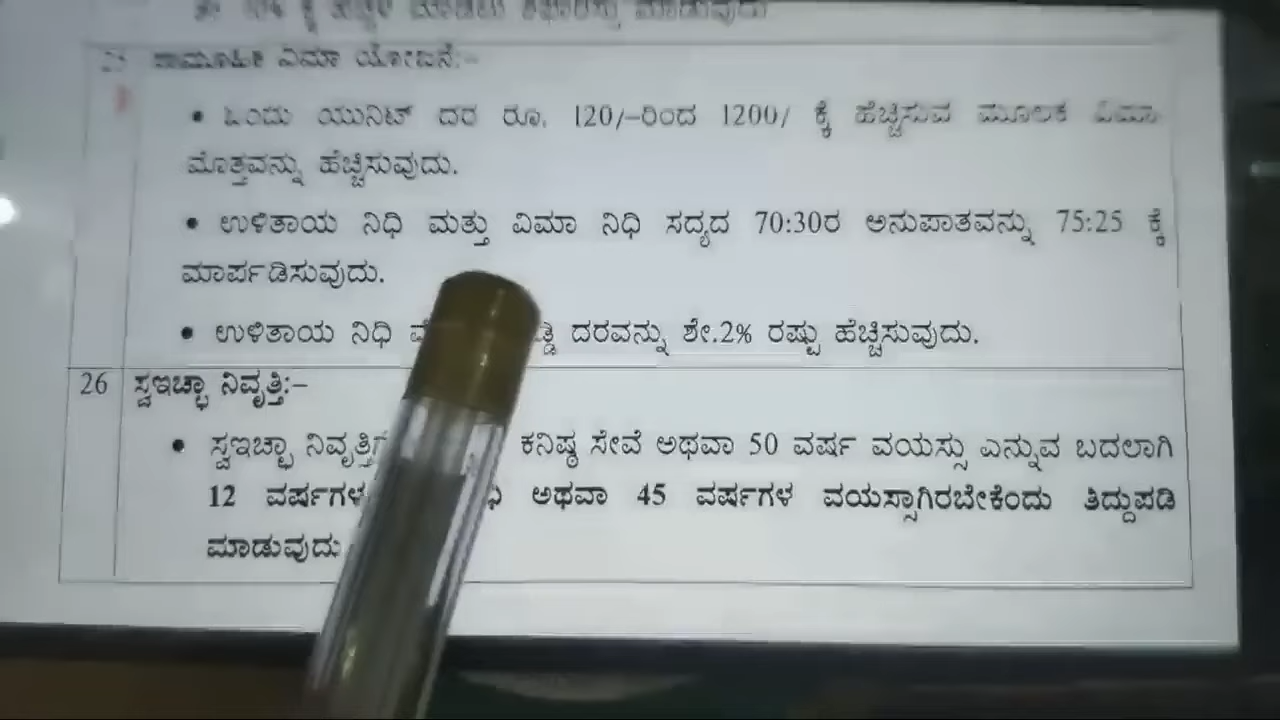 25 ಸಾಮೂಹಿಕ ವಿಮಾ ಯೋಜನೆ:-
• ಒಂದು ಯುನಿಟ್ ದರ ರೂ. 120/-ರಿಂದ 1200/ ಕ್ಕೆ ಹೆಚ್ಚಿಸುವ ಮೂಲಕ ವಿಮಾ
ಮೊತ್ತವನ್ನು ಹೆಚ್ಚಿಸುವುದು.
• ಉಳಿತಾಯ ನಿಧಿ ಮತ್ತು ವಿಮಾ ನಿಧಿ ಸದ್ಯದ 70:30ರ ಅನುಪಾತವನ್ನು 75:25 ಕ್ಕೆ
ಮಾರ್ಪಡಿಸುವುದು.
• ಉಳಿತಾಯ ನಿಧಿ ದರವನ್ನು ಶೇ.2% ರಷ್ಟು ಹೆಚ್ಚಿಸುವುದು.
26 ಸ್ವಇಚ್ಛಾ ನಿವೃತ್ತಿ:-
• ಸ್ವಇಚ್ಛಾ ಕನಿಷ್ಠ ಸೇವೆ ಅಥವಾ 50 ವರ್ಷ ವಯಸ್ಸು ಎನ್ನುವ ಬದಲಾಗಿ
12 ವರ್ಷಗಳ ಅಥವಾ 45 ವರ್ಷಗಳ ವಯಸ್ಸಾಗಿರಬೇಕೆಂದು ತಿದ್ದುಪಡಿ
ಮಾಡುವುದು